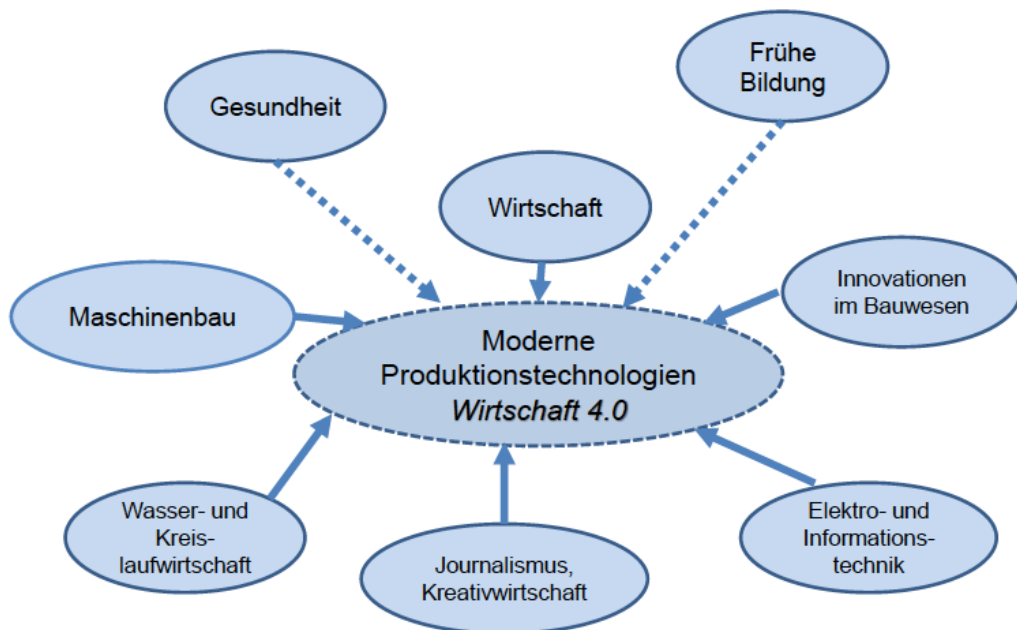 Frühe
Bildung
Gesundheit
Wirtschaft
Innovationen
im Bauwesen
Maschinenbau
Moderne
Produktionstechnologien
Wirtschaft 4.0
Wasser- und
Kreis-
laufwirtschaft
Journalismus,
Kreativwirtschaft
Elektro- und
Informations-
technik